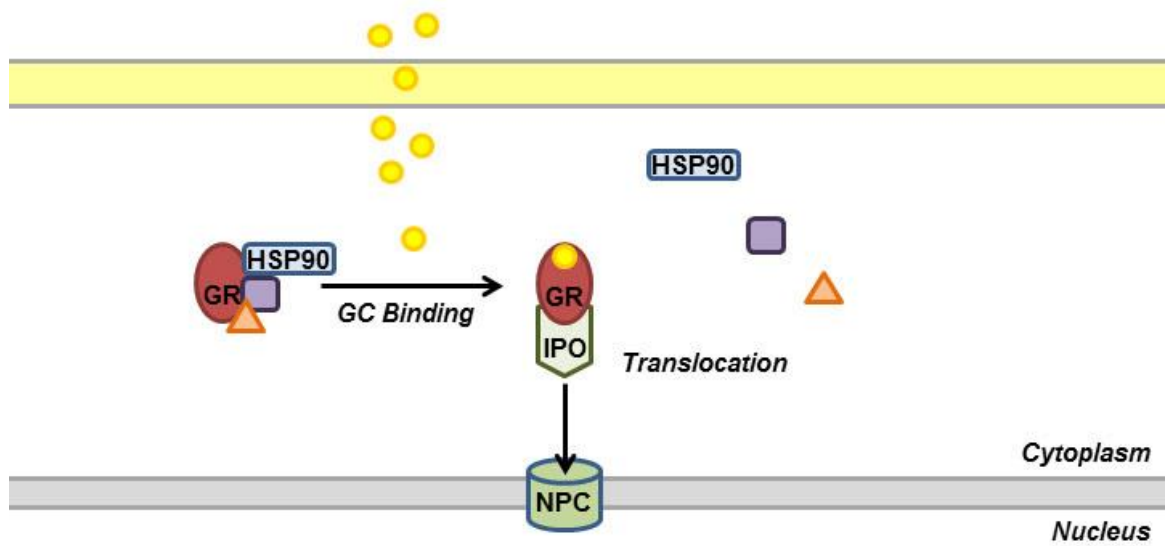 HSP90
HSP90
GR
GC Binding
GR
IPO
Translocation
Cytoplasm
NPC
Nucleus